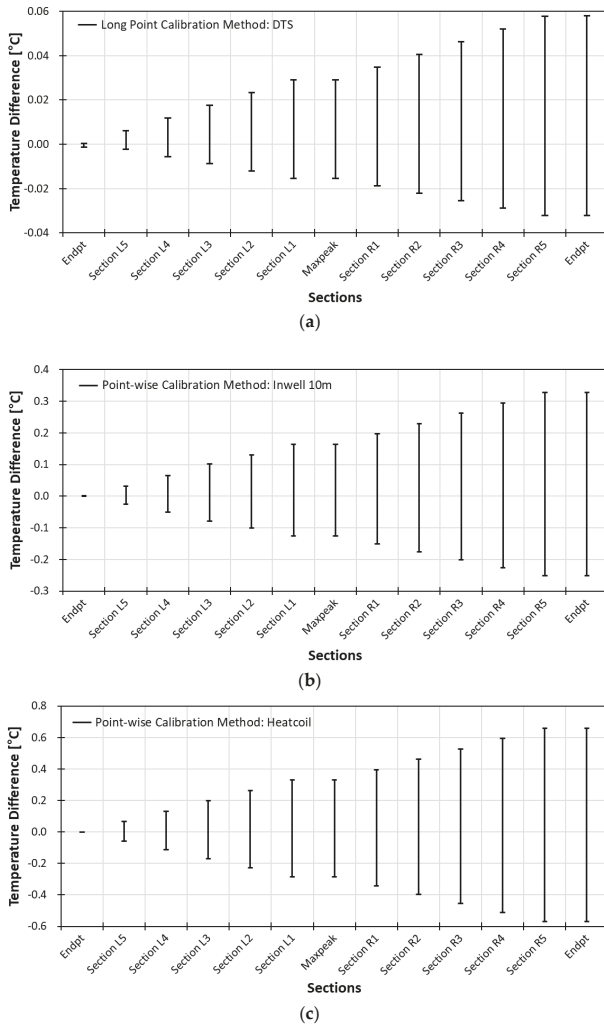 Temperature Difference [°C]
0.06
0.04
0.02
0.00
-0.02
-0.04
Long Point Calibration Method: DTS
Endpt
Section L5
Section L4
Section L3
Section L2
Section L1
Maxpeak
Section R1
Section R2
Section R3
Section R4
Section R5
Endpt
Sections
(a)
Temperature Difference [°C]
0.4
0.3
0.2
0.1
0.0
-0.1
-0.2
-0.3
Point-wise Calibration Method: Inwell 10m
Endpt
Section L5
Section L4
Section L3
Section L2
Section L1
Maxpeak
Section R1
Section R2
Section R3
Section R4
Section R5
Endpt
Sections
(b)
Temperature Difference [°C]
0.8
0.6
0.4
0.2
0.0
-0.2
-0.4
-0.6
Point-wise Calibration Method: Heatcoil
Endpt
Section L5
Section L4
Section L3
Section L2
Section L1
Maxpeak
Section R1
Section R2
Section R3
Section R4
Section R5
Endpt
Sections
(c)